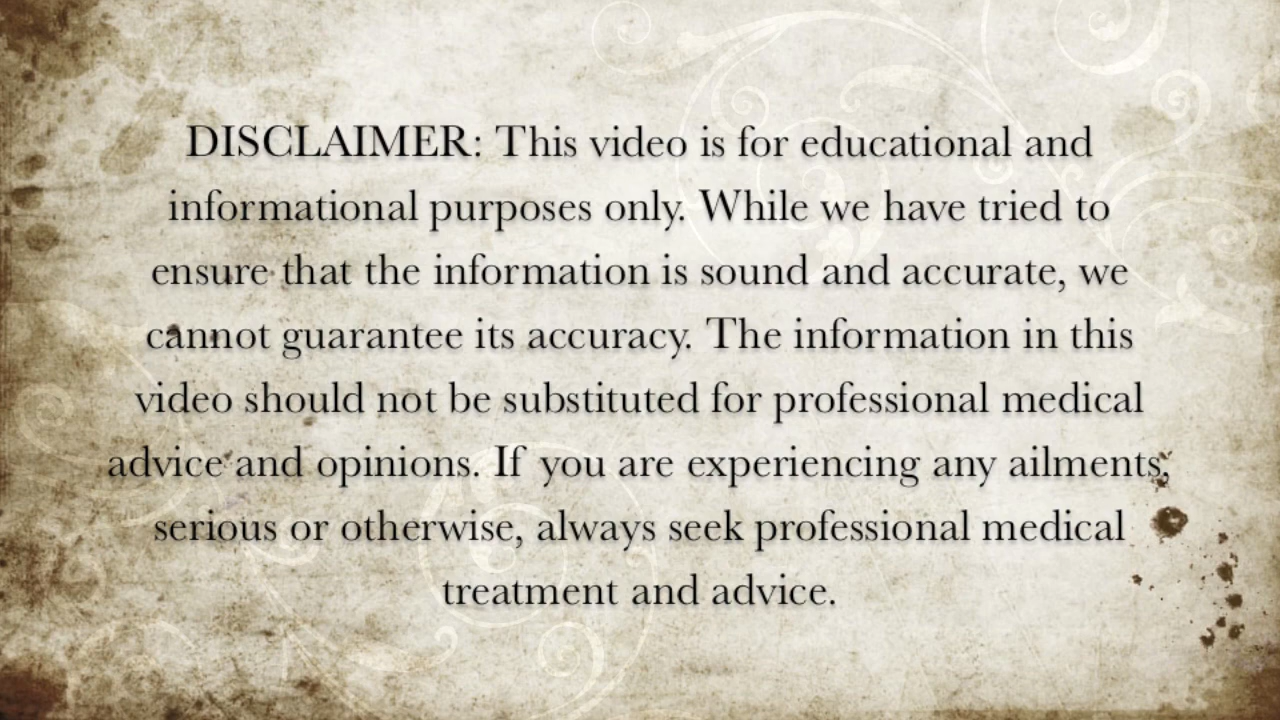 DISCLAIMER: This video is for educational and
informational purposes only. While we have tried to
ensure that the information is sound and accurate, we
cannot guarantee its accuracy. The information in this
video should not be substituted for professional medical
advice and opinions. If you are experiencing any ailments,
serious or otherwise, always seek professional medical
treatment and advice.